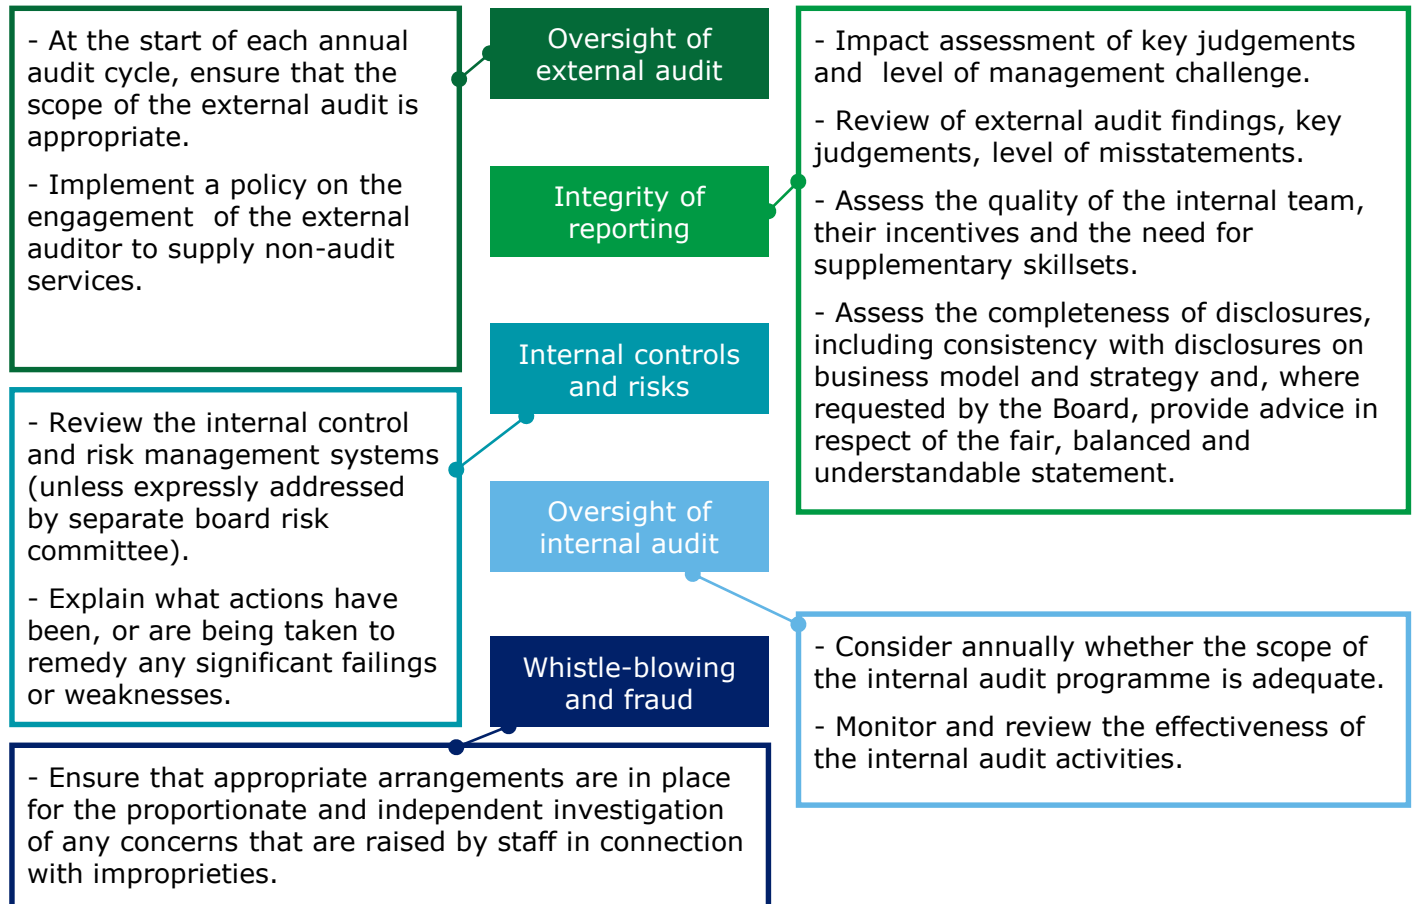 Oversight of
external audit
- At the start of each annual
audit cycle, ensure that the
scope of the external audit is
appropriate.
- Implement a policy on the
engagement of the external
auditor to supply non-audit
services.
Integrity of
reporting
- Impact assessment of key judgements
and level of management challenge.
- Review of external audit findings, key
judgements, level of misstatements.
- Assess the quality of the internal team,
their incentives and the need for
supplementary skillsets.
- Assess the completeness of disclosures,
including consistency with disclosures on
business model and strategy and, where
requested by the Board, provide advice in
respect of the fair, balanced and
understandable statement.
Internal controls
and risks
- Review the internal control
and risk management systems
(unless expressly addressed
by separate board risk
committee).
- Explain what actions have
been, or are being taken to
remedy any significant failings
or weaknesses.
Oversight of
internal audit
- Consider annually whether the scope of
the internal audit programme is adequate.
- Monitor and review the effectiveness of
the internal audit activities.
Whistle-blowing
and fraud
- Ensure that appropriate arrangements are in place
for the proportionate and independent investigation
of any concerns that are raised by staff in connection
with improprieties.